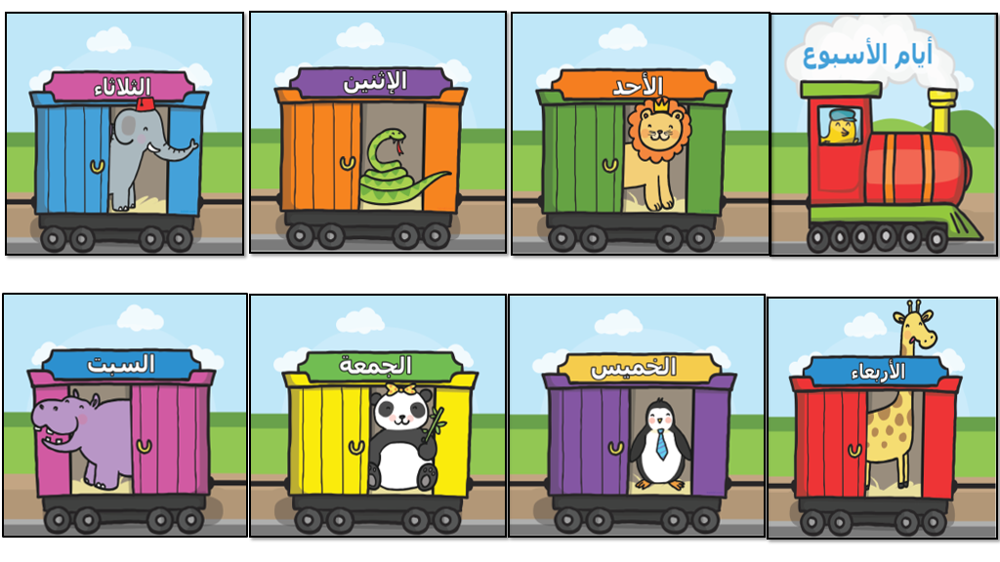 أيام الأسبوع
الأحد
الإثنين
الثلاثاء
الأربعاء
الخميس
الجمعة
السبت